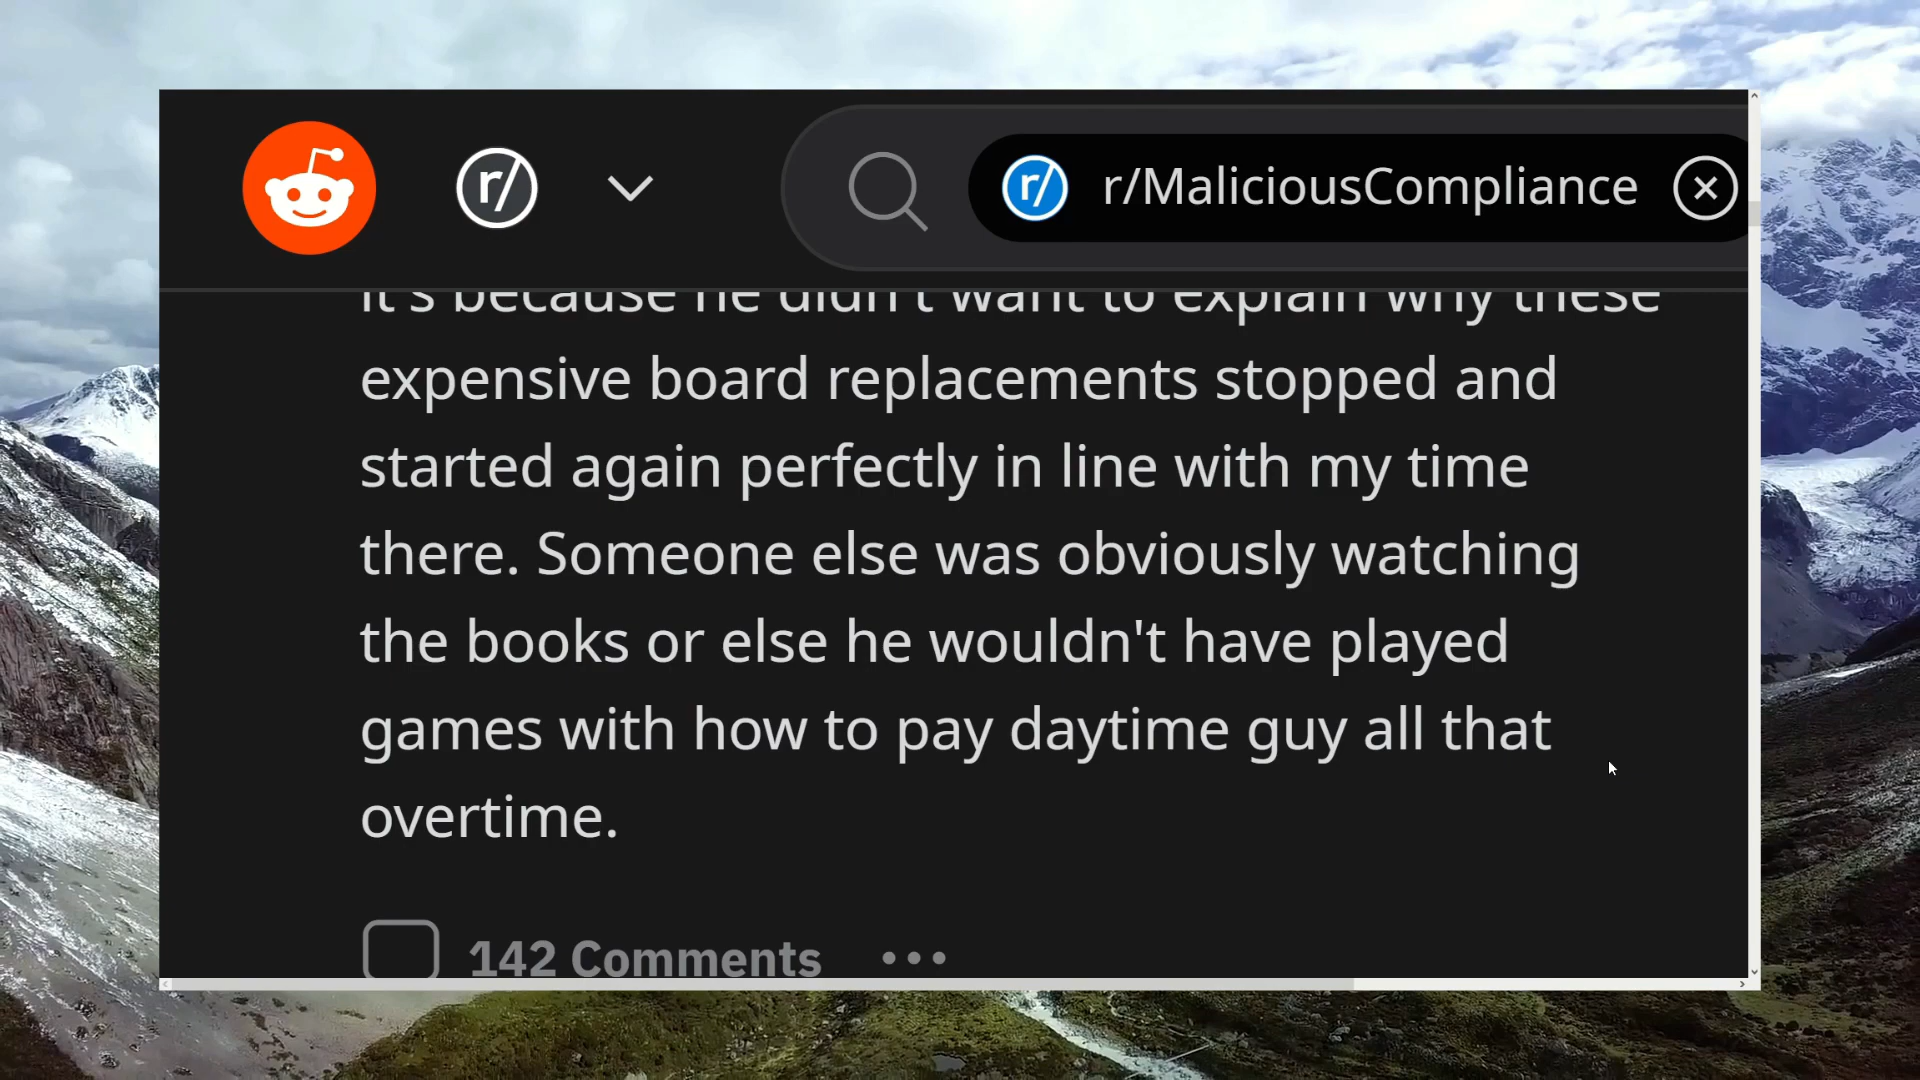 r/ r/ r/MaliciousCompliance
it's because he didn't want to explain why these
expensive board replacements stopped and
started again perfectly in line with my time
there. Someone else was obviously watching
the books or else he wouldn't have played
games with how to pay daytime guy all that
overtime.
142 Comments